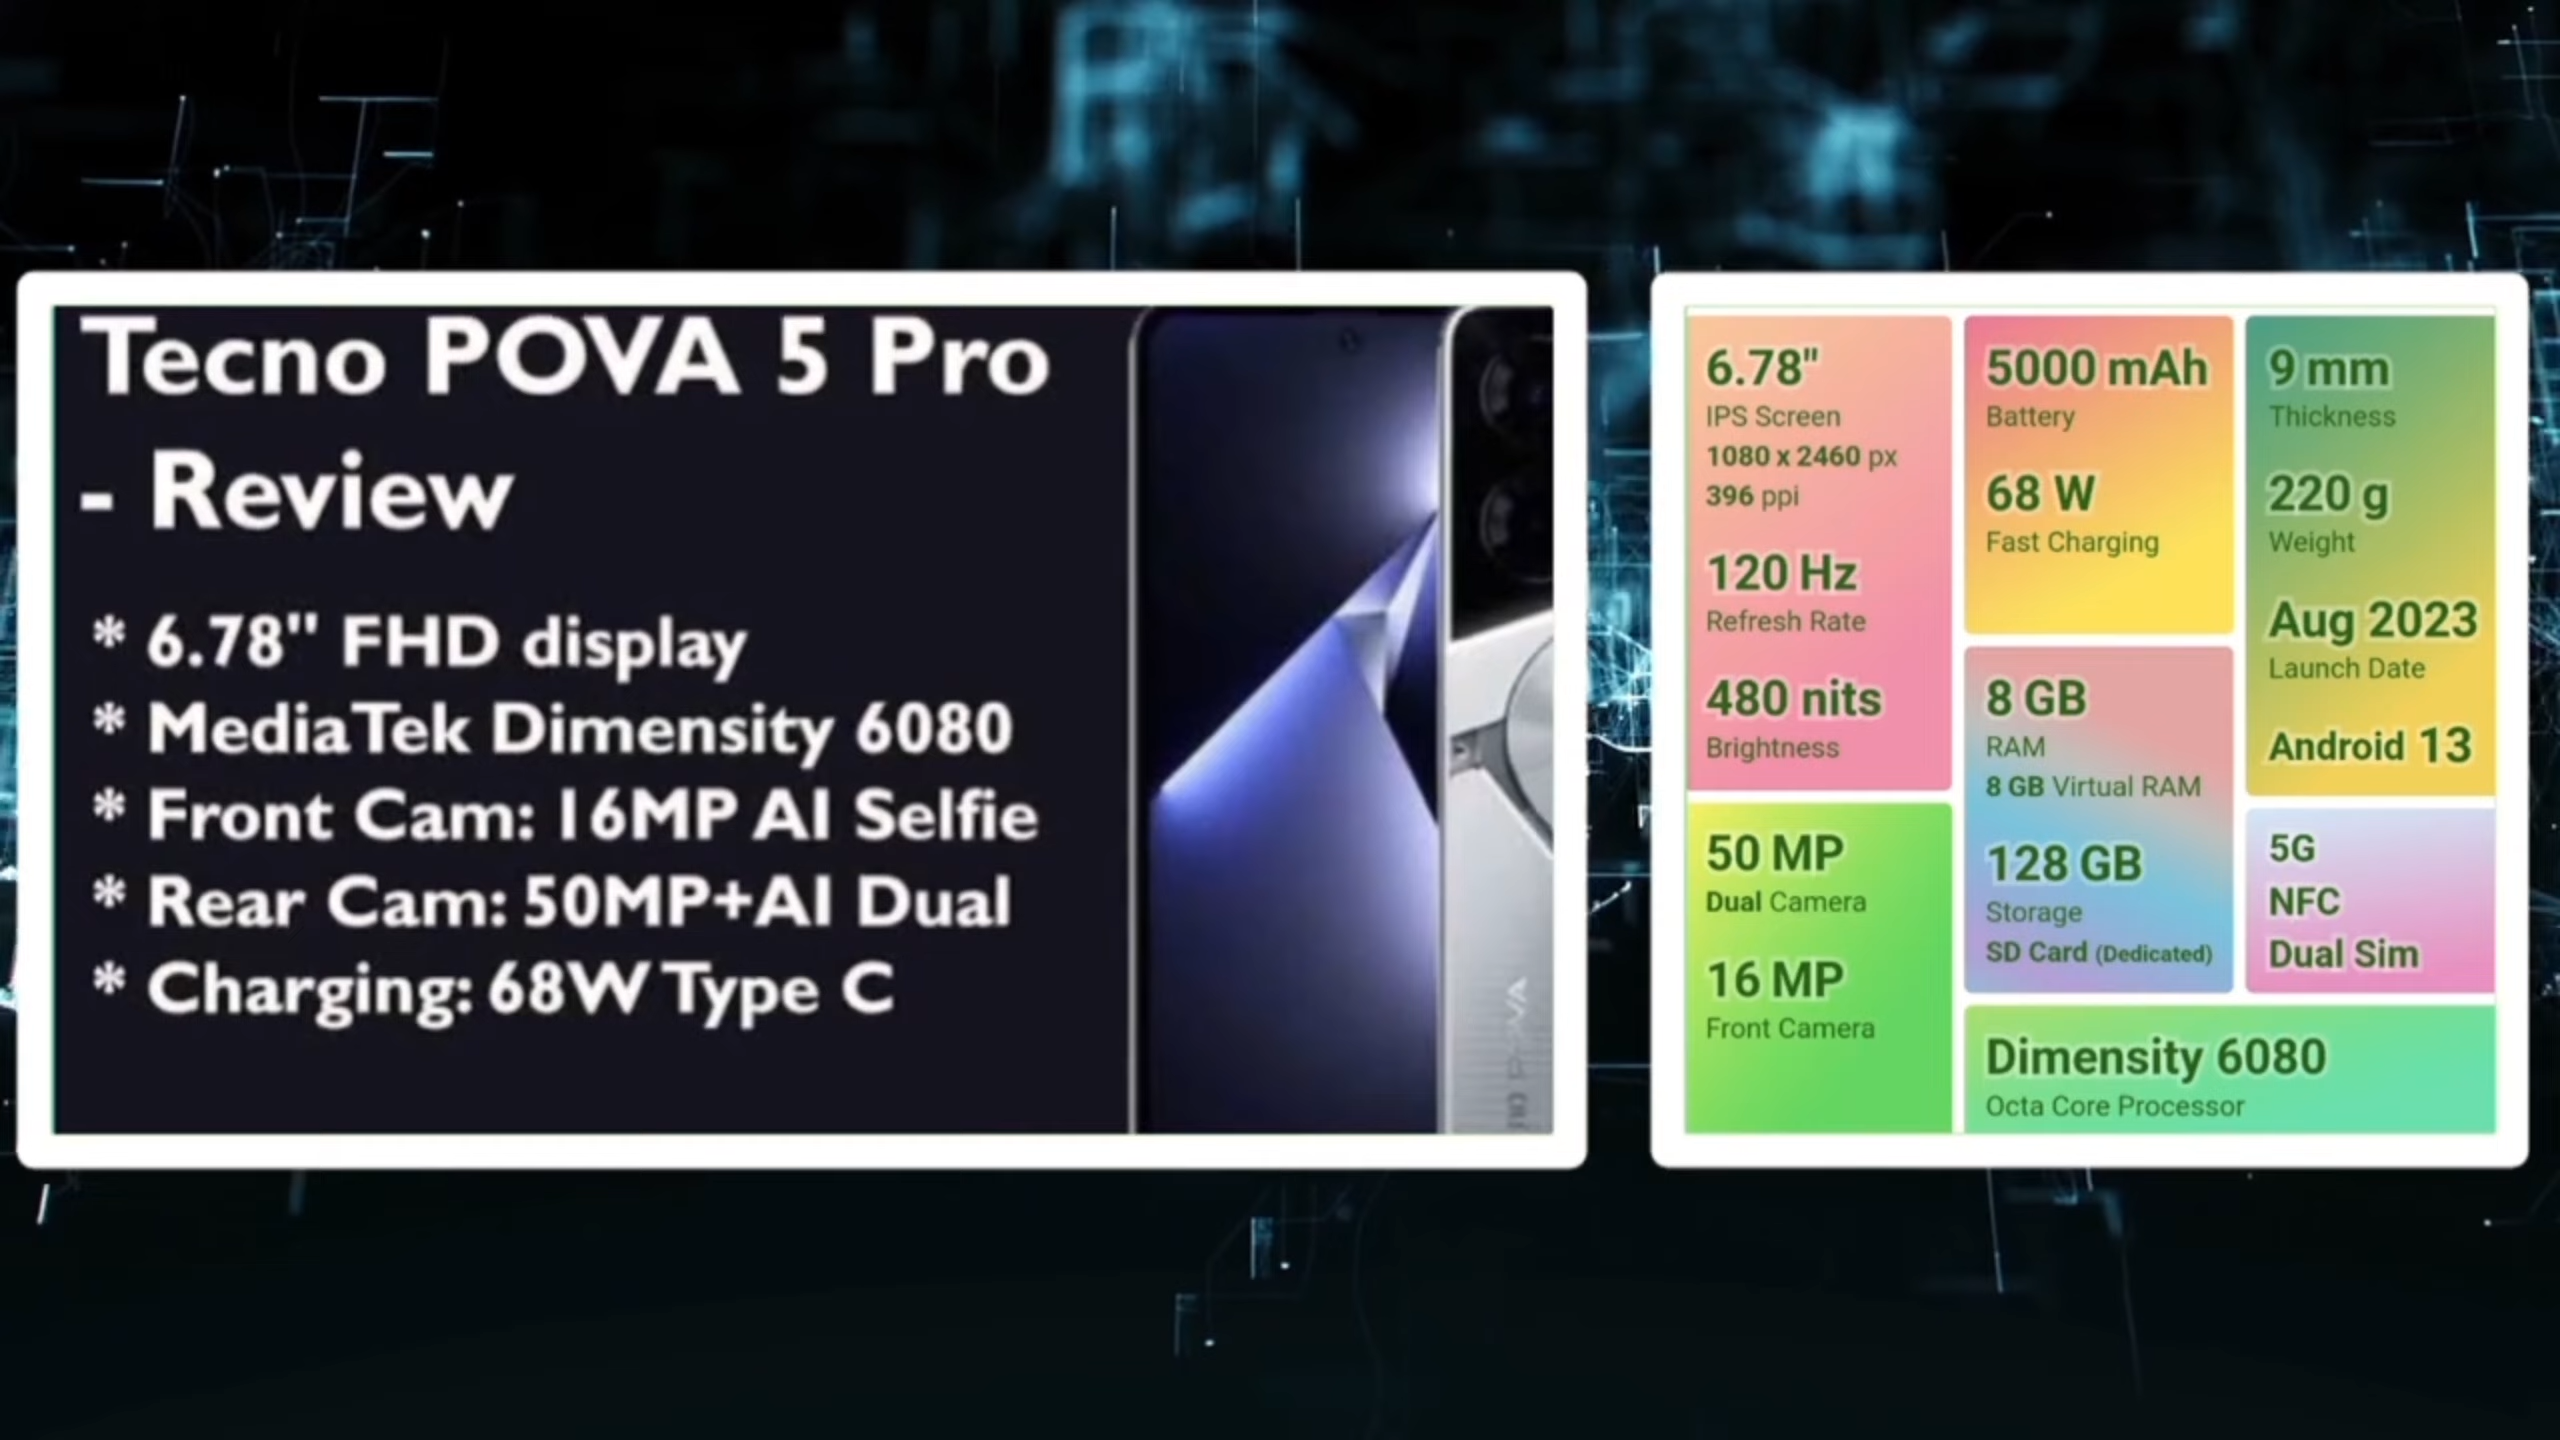 Tecno POVA 5 Pro
- Review
* 6.78" FHD display
* MediaTek Dimensity 6080
* Front Cam: 16MP AI Selfie
* Rear Cam: 50MP+AI Dual
* Charging: 68W Type C
POVA
6.78"
IPS Screen
1080 x 2460 px
396 ppi
120 Hz
Refresh Rate
480 nits
Brightness
50 MP
Dual Camera
16 MP
Front Camera
5000 mAh
Battery
68 W
Fast Charging
8 GB
RAM
8 GB Virtual RAM
128 GB
Storage
SD Card (Dedicated)
9 mm
Thickness
220 g
Weight
Aug 2023
Launch Date
Android 13
5G
NFC
Dual Sim
Dimensity 6080
Octa Core Processor